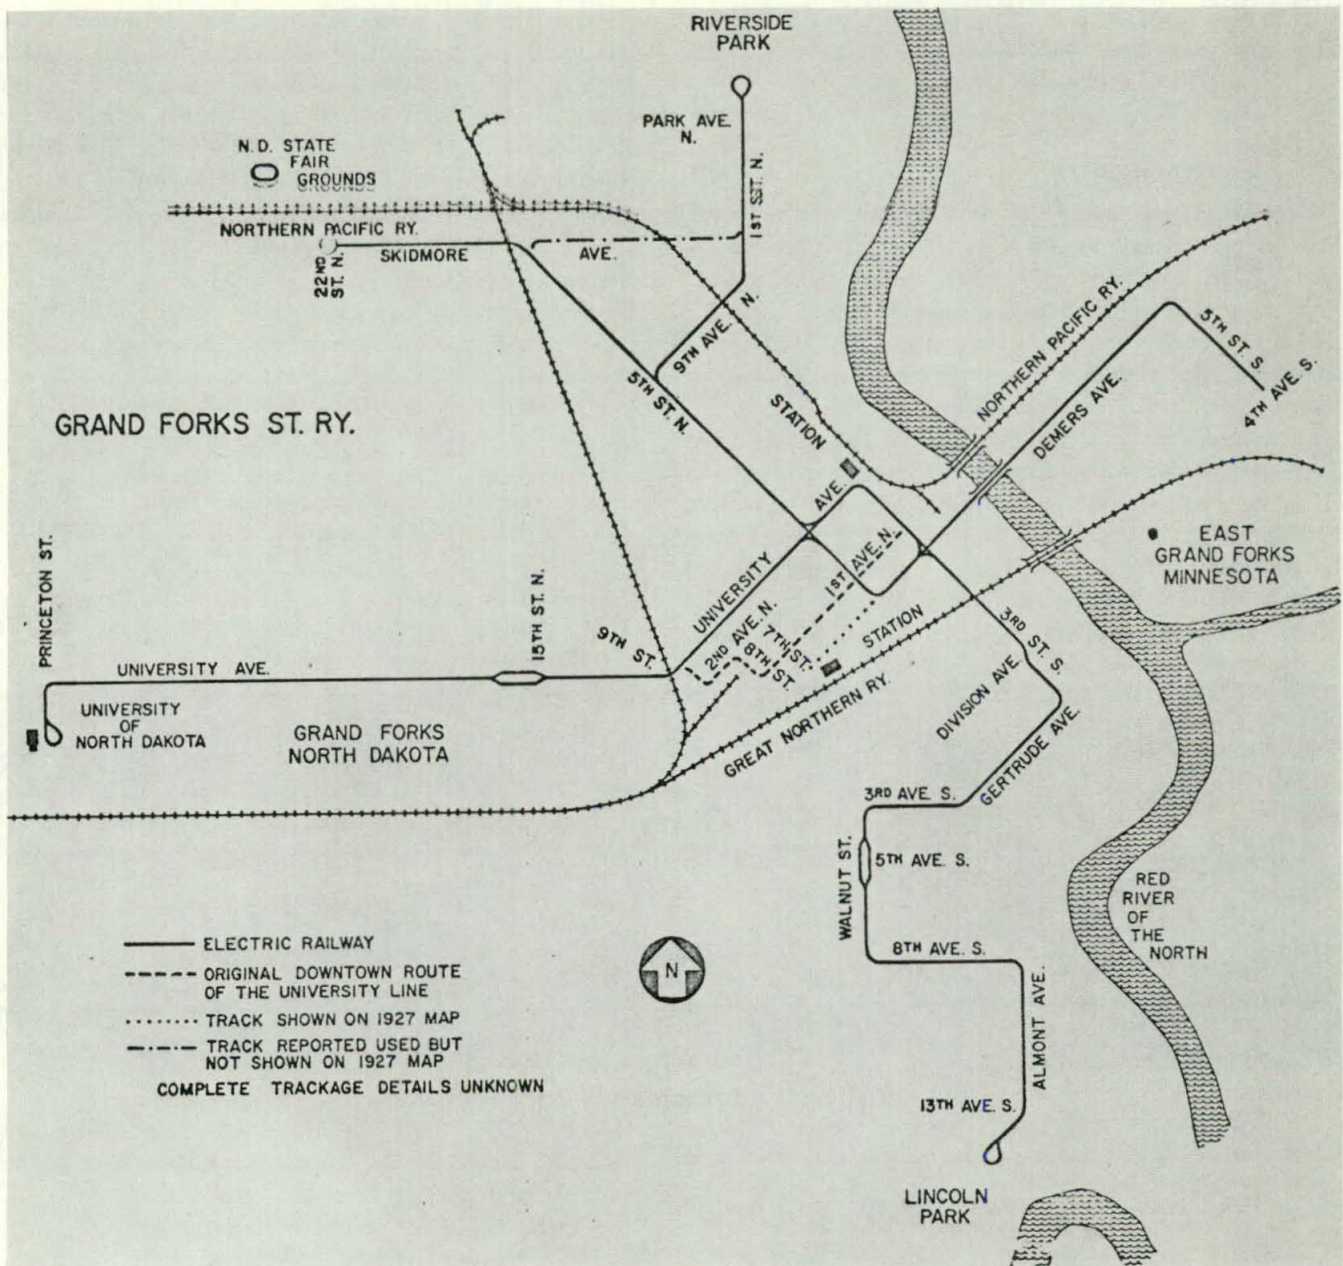 RIVERSIDE
PARK
PARK AVE.
N.
N.D. STATE
FAIR
GROUNDS
1ST ST. N.
NORTHERN PACIFIC RY.
SKIDMORE
AVE.
22ND
ST. N.
9TH AVE. N.
5TH ST. N.
NORTHERN PACIFIC RY.
5TH ST. S
4TH AVE. S.
DEMERS AVE.
STATION
GRAND FORKS ST. RY.
UNIVERSITY AVE.
1ST AVE. N.
EAST
GRAND FORKS
MINNESOTA
PRINCETON ST.
15TH ST. N.
9TH ST.
2ND AVE. N.
7TH ST.
8TH ST.
STATION
3RD ST. S.
UNIVERSITY AVE.
UNIVERSITY
OF
NORTH DAKOTA
GRAND FORKS
NORTH DAKOTA
GREAT NORTHERN RY.
DIVISION AVE.
GERTRUDE AVE.
3RD AVE. S.
WALNUT ST.
5TH AVE. S.
8TH AVE. S.
RED
RIVER
OF
THE
NORTH
ALMONT AVE.
13TH AVE. S.
LINCOLN
PARK
N
ELECTRIC RAILWAY
ORIGINAL DOWNTOWN ROUTE
OF THE UNIVERSITY LINE
TRACK SHOWN ON 1927 MAP
TRACK REPORTED USED BUT
NOT SHOWN ON 1927 MAP
COMPLETE TRACKAGE DETAILS UNKNOWN